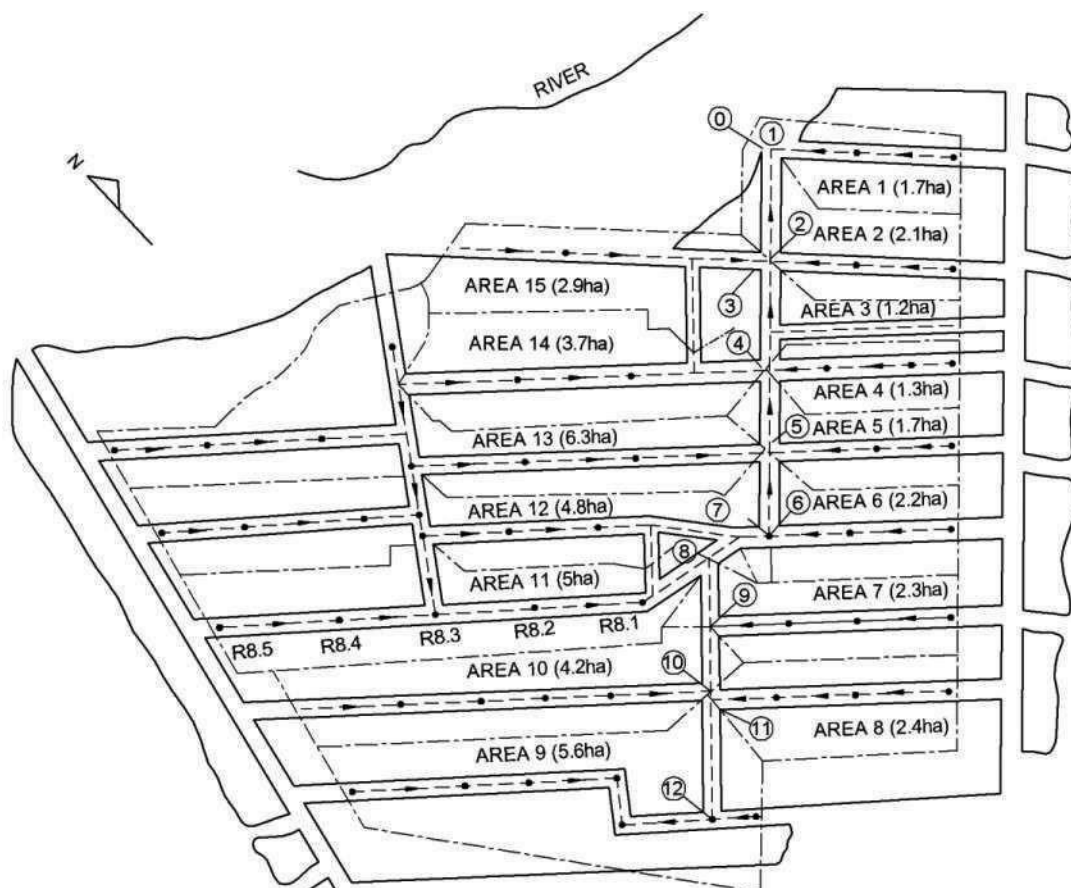 RIVER
N
0
1
AREA 1 (1.7ha)
2
AREA 2 (2.1ha)
AREA 15 (2.9ha)
3
AREA 3 (1.2ha)
AREA 14 (3.7ha)
4
AREA 4 (1.3ha)
AREA 13 (6.3ha)
5
AREA 5 (1.7ha)
AREA 12 (4.8ha)
7
6
AREA 6 (2.2ha)
8
AREA 11 (5ha)
AREA 7 (2.3ha)
9
R8.5
R8.4
R8.3
R8.2
R8.1
AREA 10 (4.2ha)
10
11
AREA 8 (2.4ha)
AREA 9 (5.6ha)
12